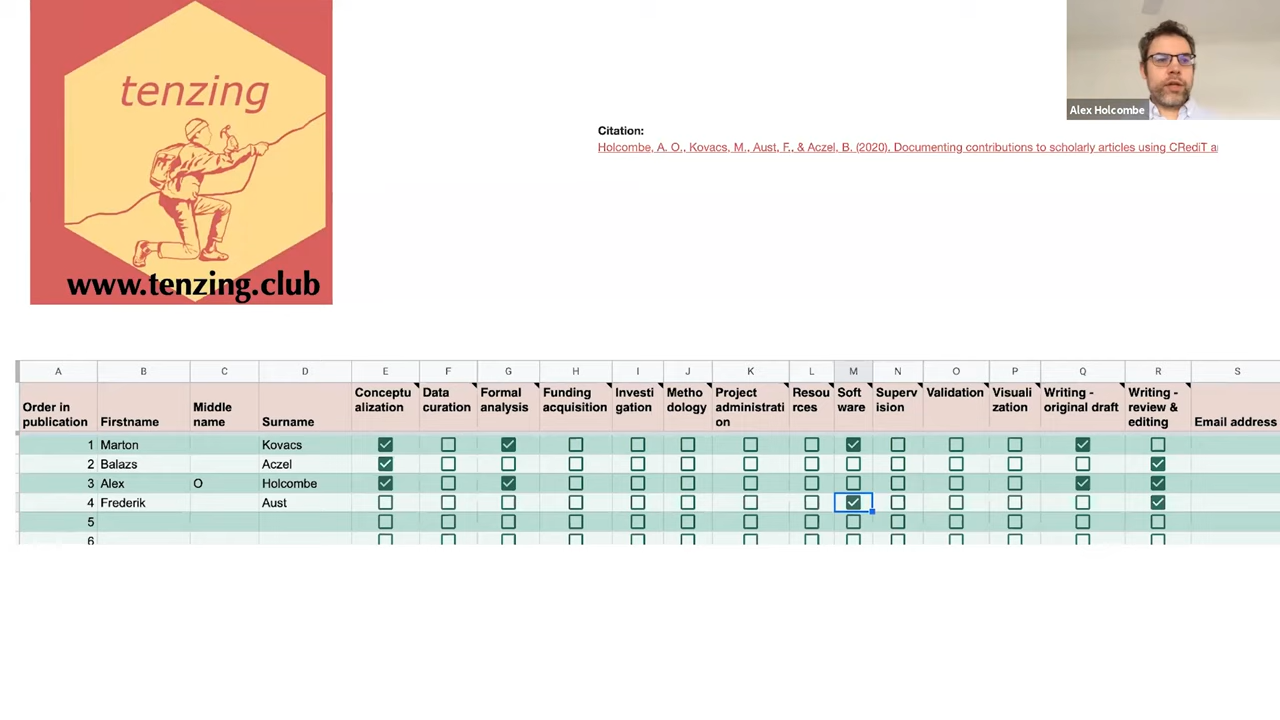 tenzing
www.tenzing.club
Alex Holcombe
Citation:
Holcombe, A. O., Kovacs, M., Aust, F., & Aczel, B. (2020), Documenting contributions to scholarly articles using CRediT a
A B C D E F G H I J K L M N O P Q R S
Order in publication Firstname Middle name Surname Conceptualization Data curation Formal analysis Funding acquisition Investigation Methodology Project administration Resources Software Supervision Validation Visualization Writing - original draft Writing - review & editing Email address
1 Marton Kovacs
2 Balazs Aczel
3 Alex O Holcombe
4 Frederik Aust
5
6